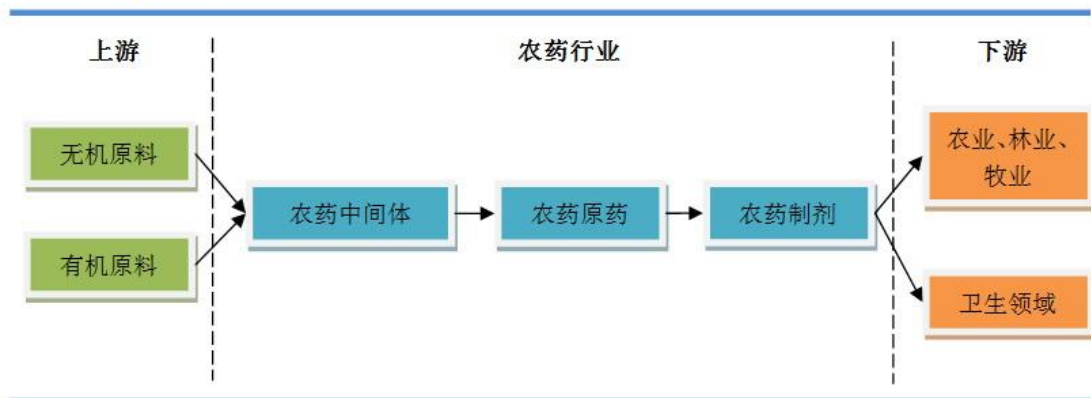 上游
农药行业
下游
无机原料
有机原料
农药中间体
农药原药
农药制剂
农业、林业、
牧业
卫生领域